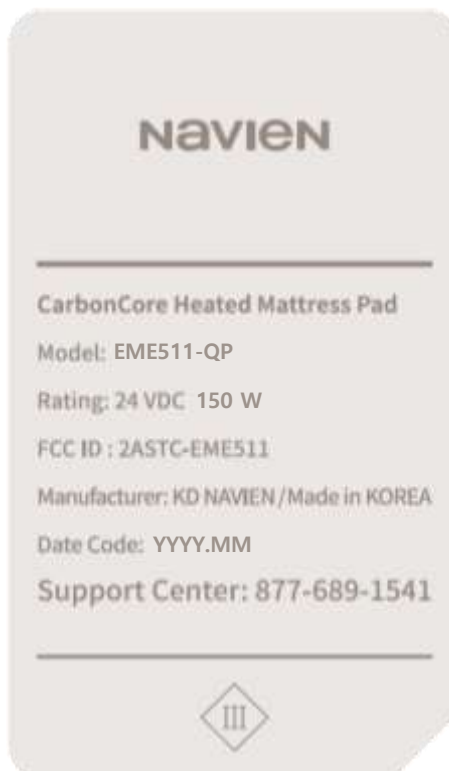 Navien
CarbonCore Heated Mattress Pad
Model: EME511-QP
Rating: 24 VDC 150 W
FCC ID : 2ASTC-EME511
Manufacturer: KD NAVIEN/Made in KOREA
Date Code: YYYY.MM
Support Center: 877-689-1541
III